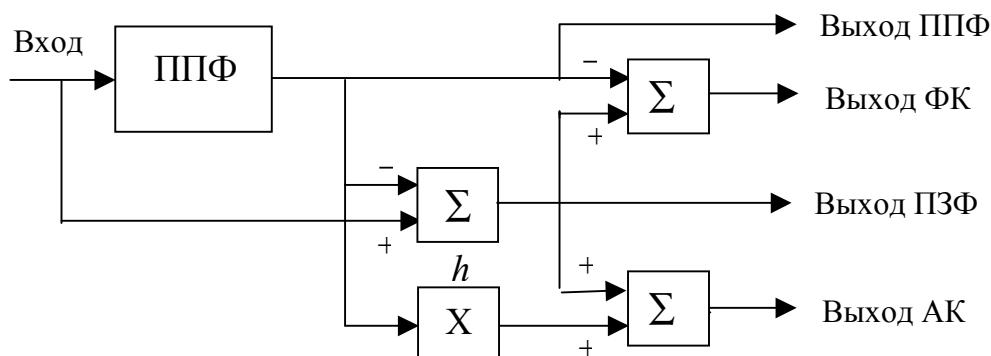 Выход ППФ
Вход
ППФ
−
Σ
Выход ФК
+
−
Σ
Выход ПЗФ
+
h
+
X
Σ
Выход АК
+